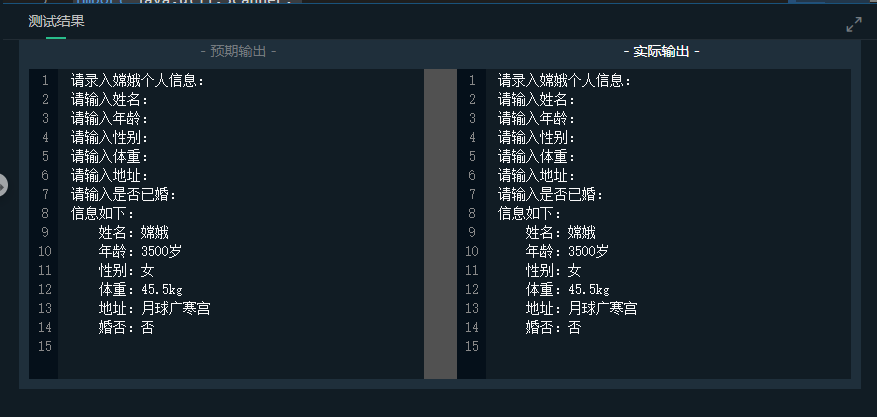 测试结果
- 预期输出 -
1 请录入嫦娥个人信息：
2 请输入姓名：
3 请输入年龄：
4 请输入性别：
5 请输入体重：
6 请输入地址：
7 请输入是否已婚：
8 信息如下：
9 姓名：嫦娥
10 年龄：3500岁
11 性别：女
12 体重：45.5kg
13 地址：月球广寒宫
14 婚否：否
15
- 实际输出 -
1 请录入嫦娥个人信息：
2 请输入姓名：
3 请输入年龄：
4 请输入性别：
5 请输入体重：
6 请输入地址：
7 请输入是否已婚：
8 信息如下：
9 姓名：嫦娥
10 年龄：3500岁
11 性别：女
12 体重：45.5kg
13 地址：月球广寒宫
14 婚否：否
15